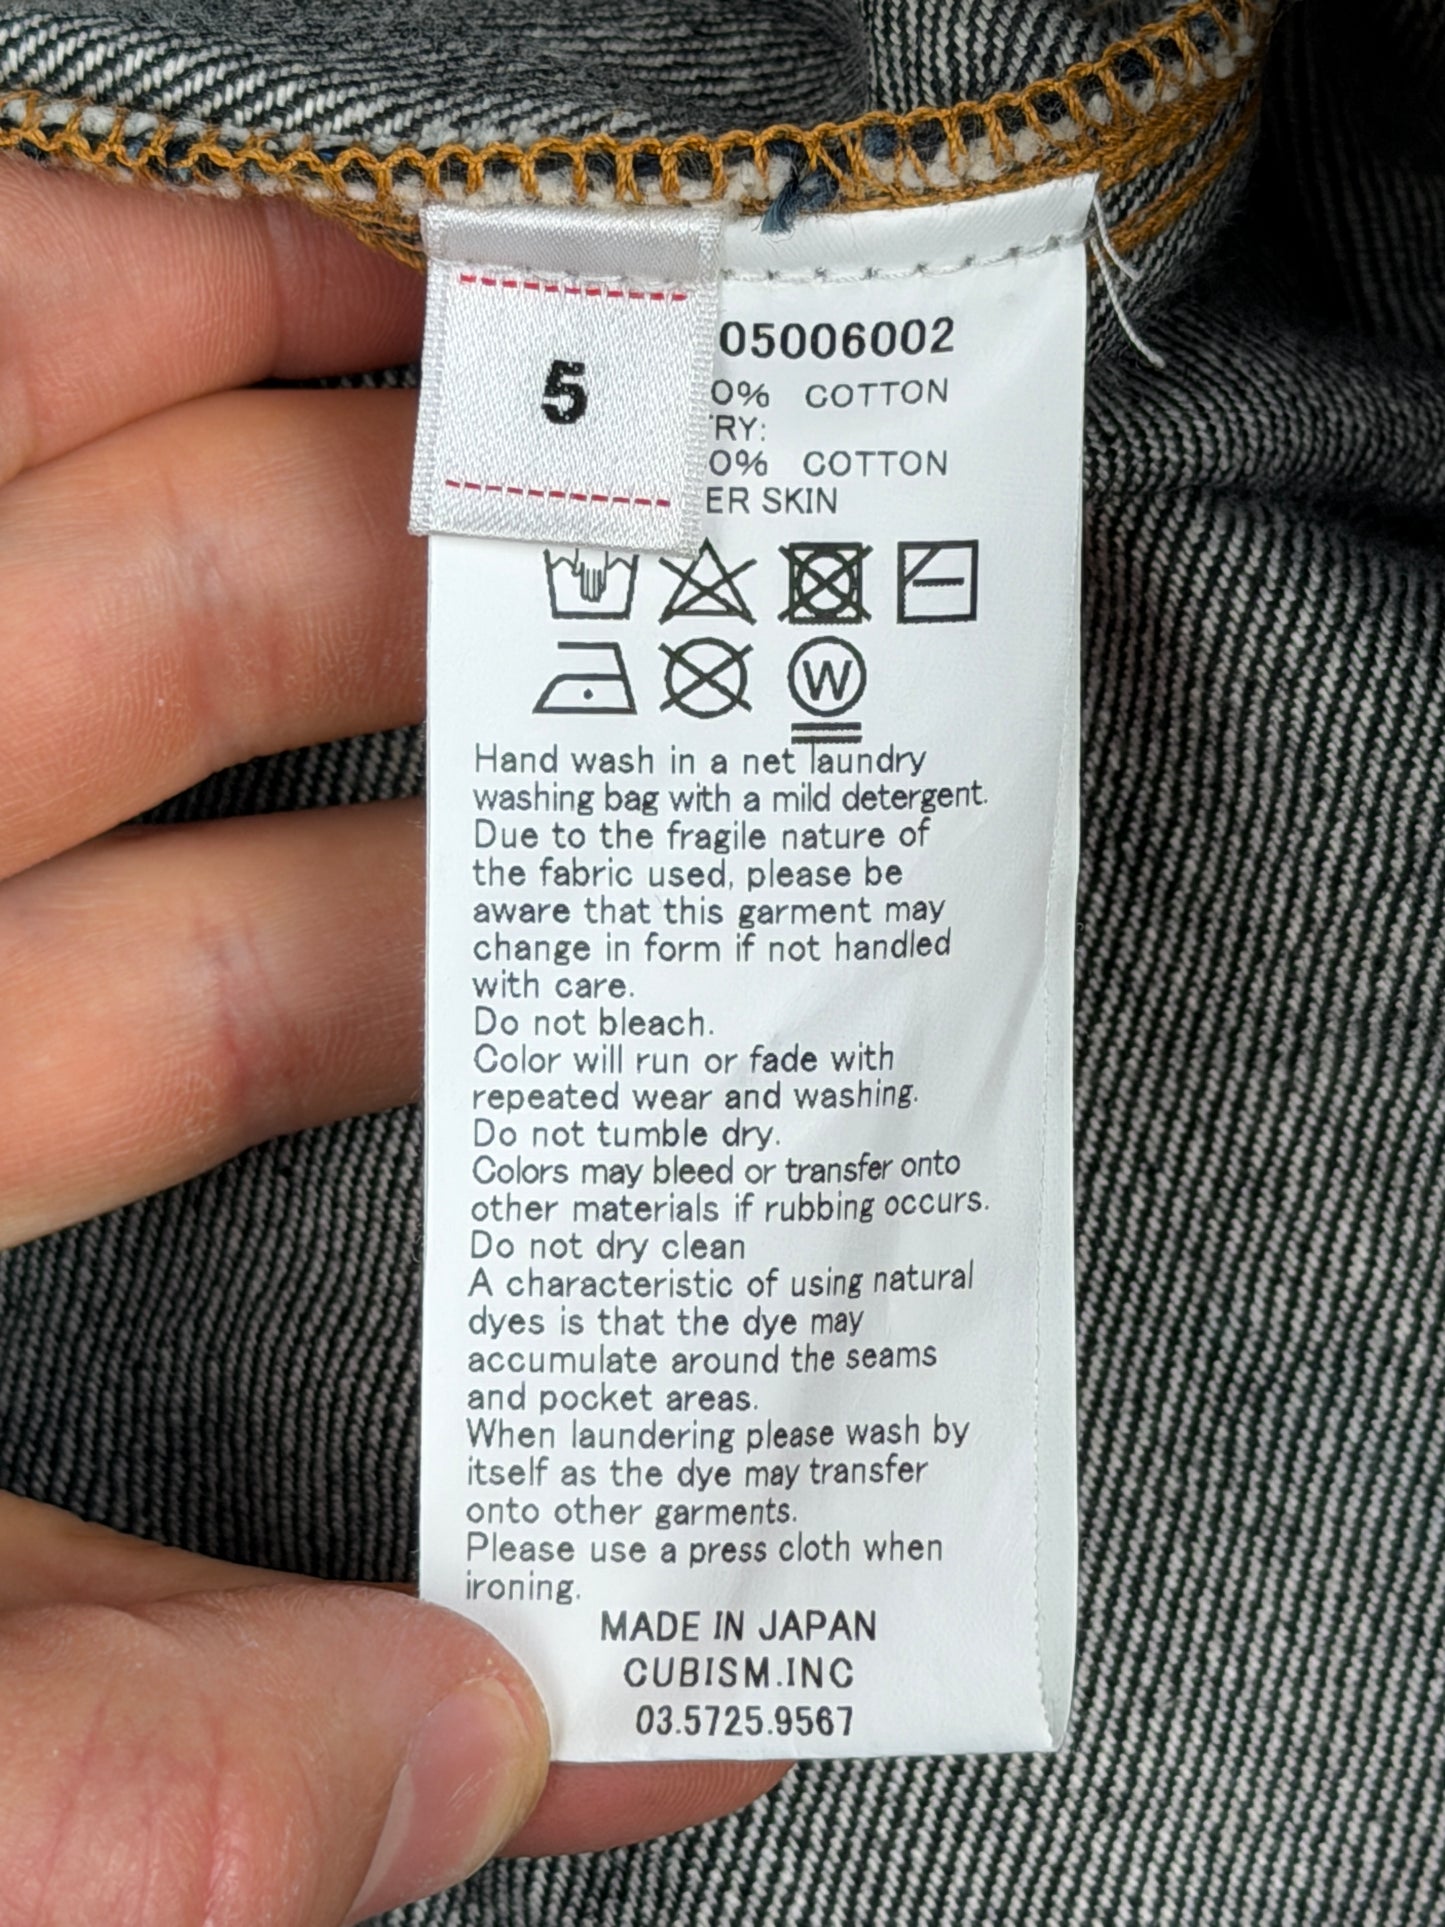 5
05006002
0% COTTON
RY:
0% COTTON
ER SKIN
W
Hand wash in a net laundry
washing bag with a mild detergent.
Due to the fragile nature of
the fabric used, please be
aware that this garment may
change in form if not handled
with care.
Do not bleach.
Color will run or fade with
repeated wear and washing.
Do not tumble dry.
Colors may bleed or transfer onto
other materials if rubbing occurs.
Do not dry clean
A characteristic of using natural
dyes is that the dye may
accumulate around the seams
and pocket areas.
When laundering please wash by
itself as the dye may transfer
onto other garments.
Please use a press cloth when
ironing.
MADE IN JAPAN
CUBISM.INC
03.5725.9567